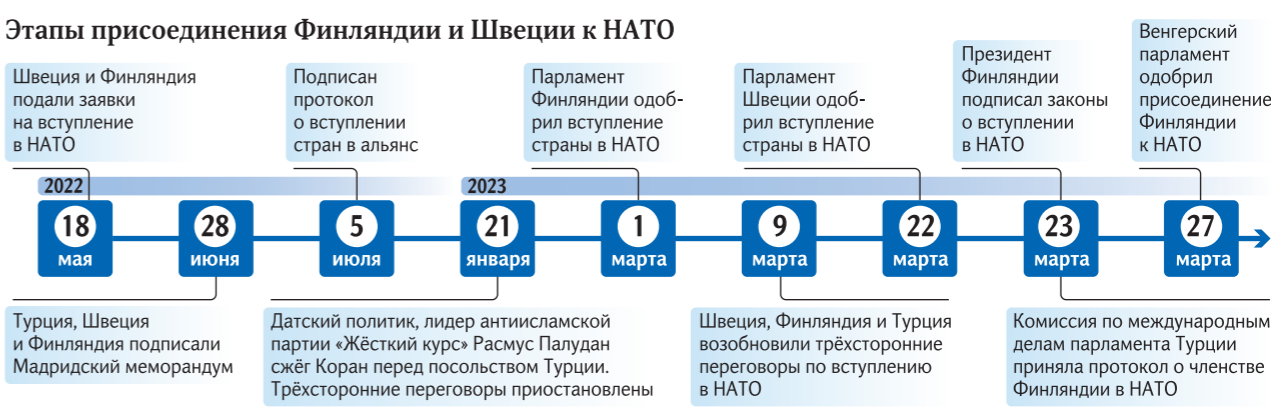 Этапы присоединения Финляндии и Швеции к НАТО
Швеция и Финляндия
подали заявки
на вступление
в НАТО
Подписан
протокол
о вступлении
стран в альянс
Парламент
Финляндии одоб-
рил вступление
страны в НАТО
Парламент
Швеции одоб-
рил вступление
страны в НАТО
Президент
Финляндии
подписал законы
о вступлении
в НАТО
Венгерский
парламент
одобрил
присоединение
Финляндии
к НАТО
2022
2023
18
мая
28
июня
5
июля
21
января
1
марта
9
марта
22
марта
23
марта
27
марта
Турция, Швеция
и Финляндия подписали
Мадридский меморандум
Датский политик, лидер антиисламской
партии «Жёсткий курс» Расмус Палудан
сжёг Коран перед посольством Турции.
Трёхсторонние переговоры приостановлены
Швеция, Финляндия и Турция
возобновили трёхсторонние
переговоры по вступлению
в НАТО
Комиссия по международным
делам парламента Турции
приняла протокол о членстве
Финляндии в НАТО